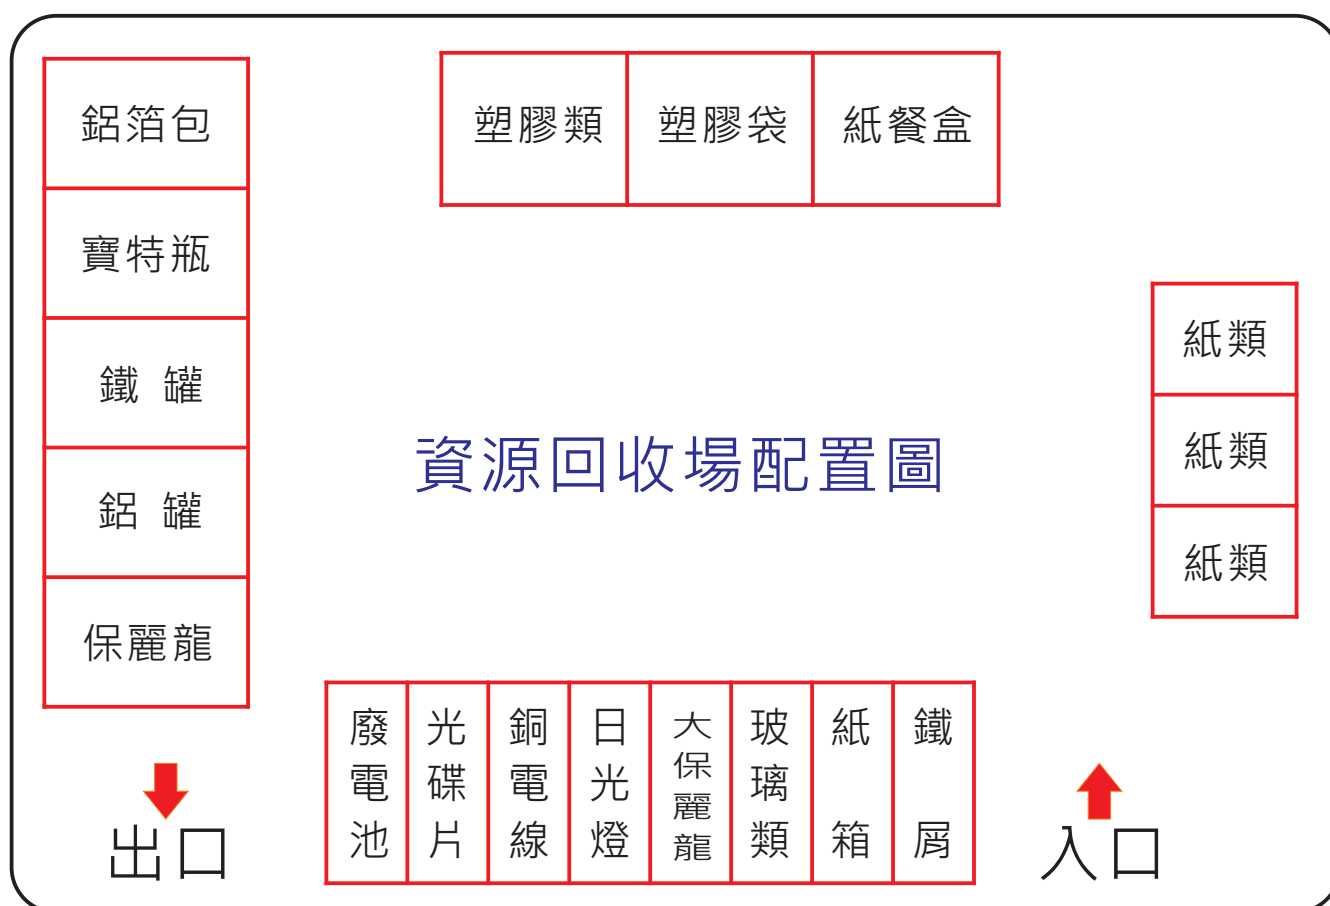 鋁箔包
寶特瓶
鐵 罐
鋁 罐
保麗龍
塑膠類
塑膠袋
紙餐盒
紙類
紙類
紙類
資源回收場配置圖
廢電池
光碟片
銅電線
日光燈
大保麗龍
玻璃類
紙箱
鐵屑
出口
入口